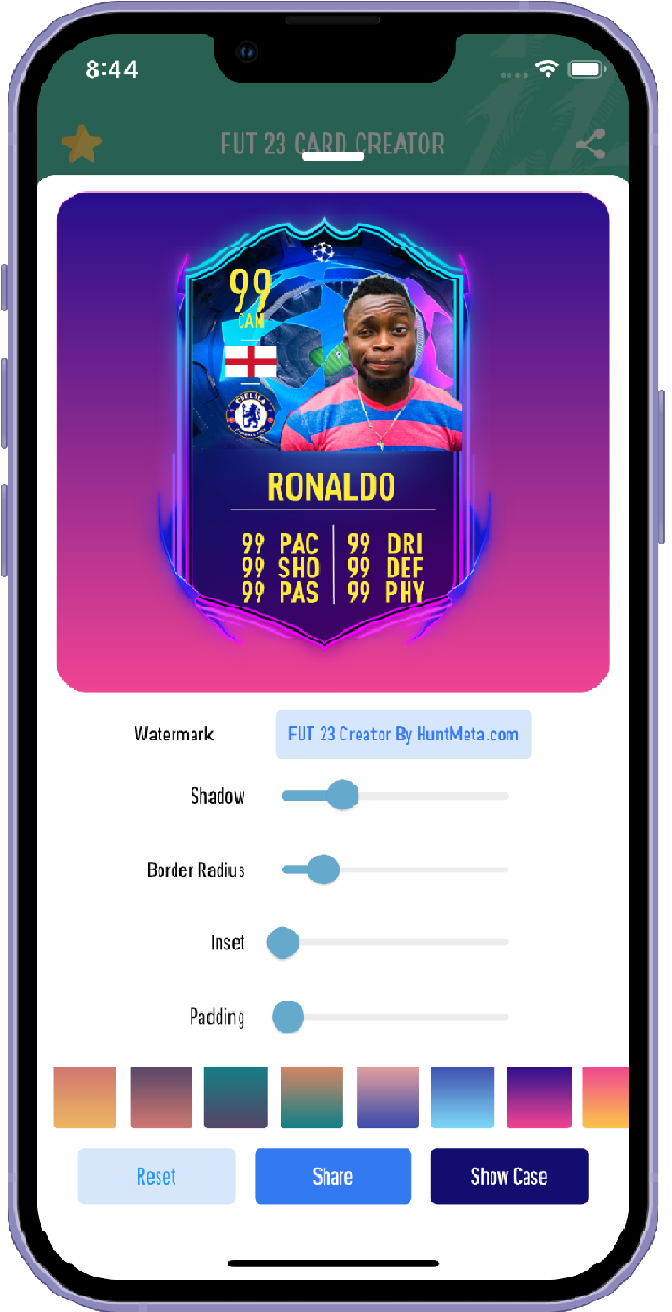 8:44
FUT 23 CARD CREATOR
99
CAM
CHELSEA
RONALDO
99 PAC 99 DRI
99 SHO 99 DEF
99 PAS 99 PHY
Watermark FUT 23 Creator By HuntMeta.com
Shadow
Border Radius
Inset
Padding
Reset Share Show Case